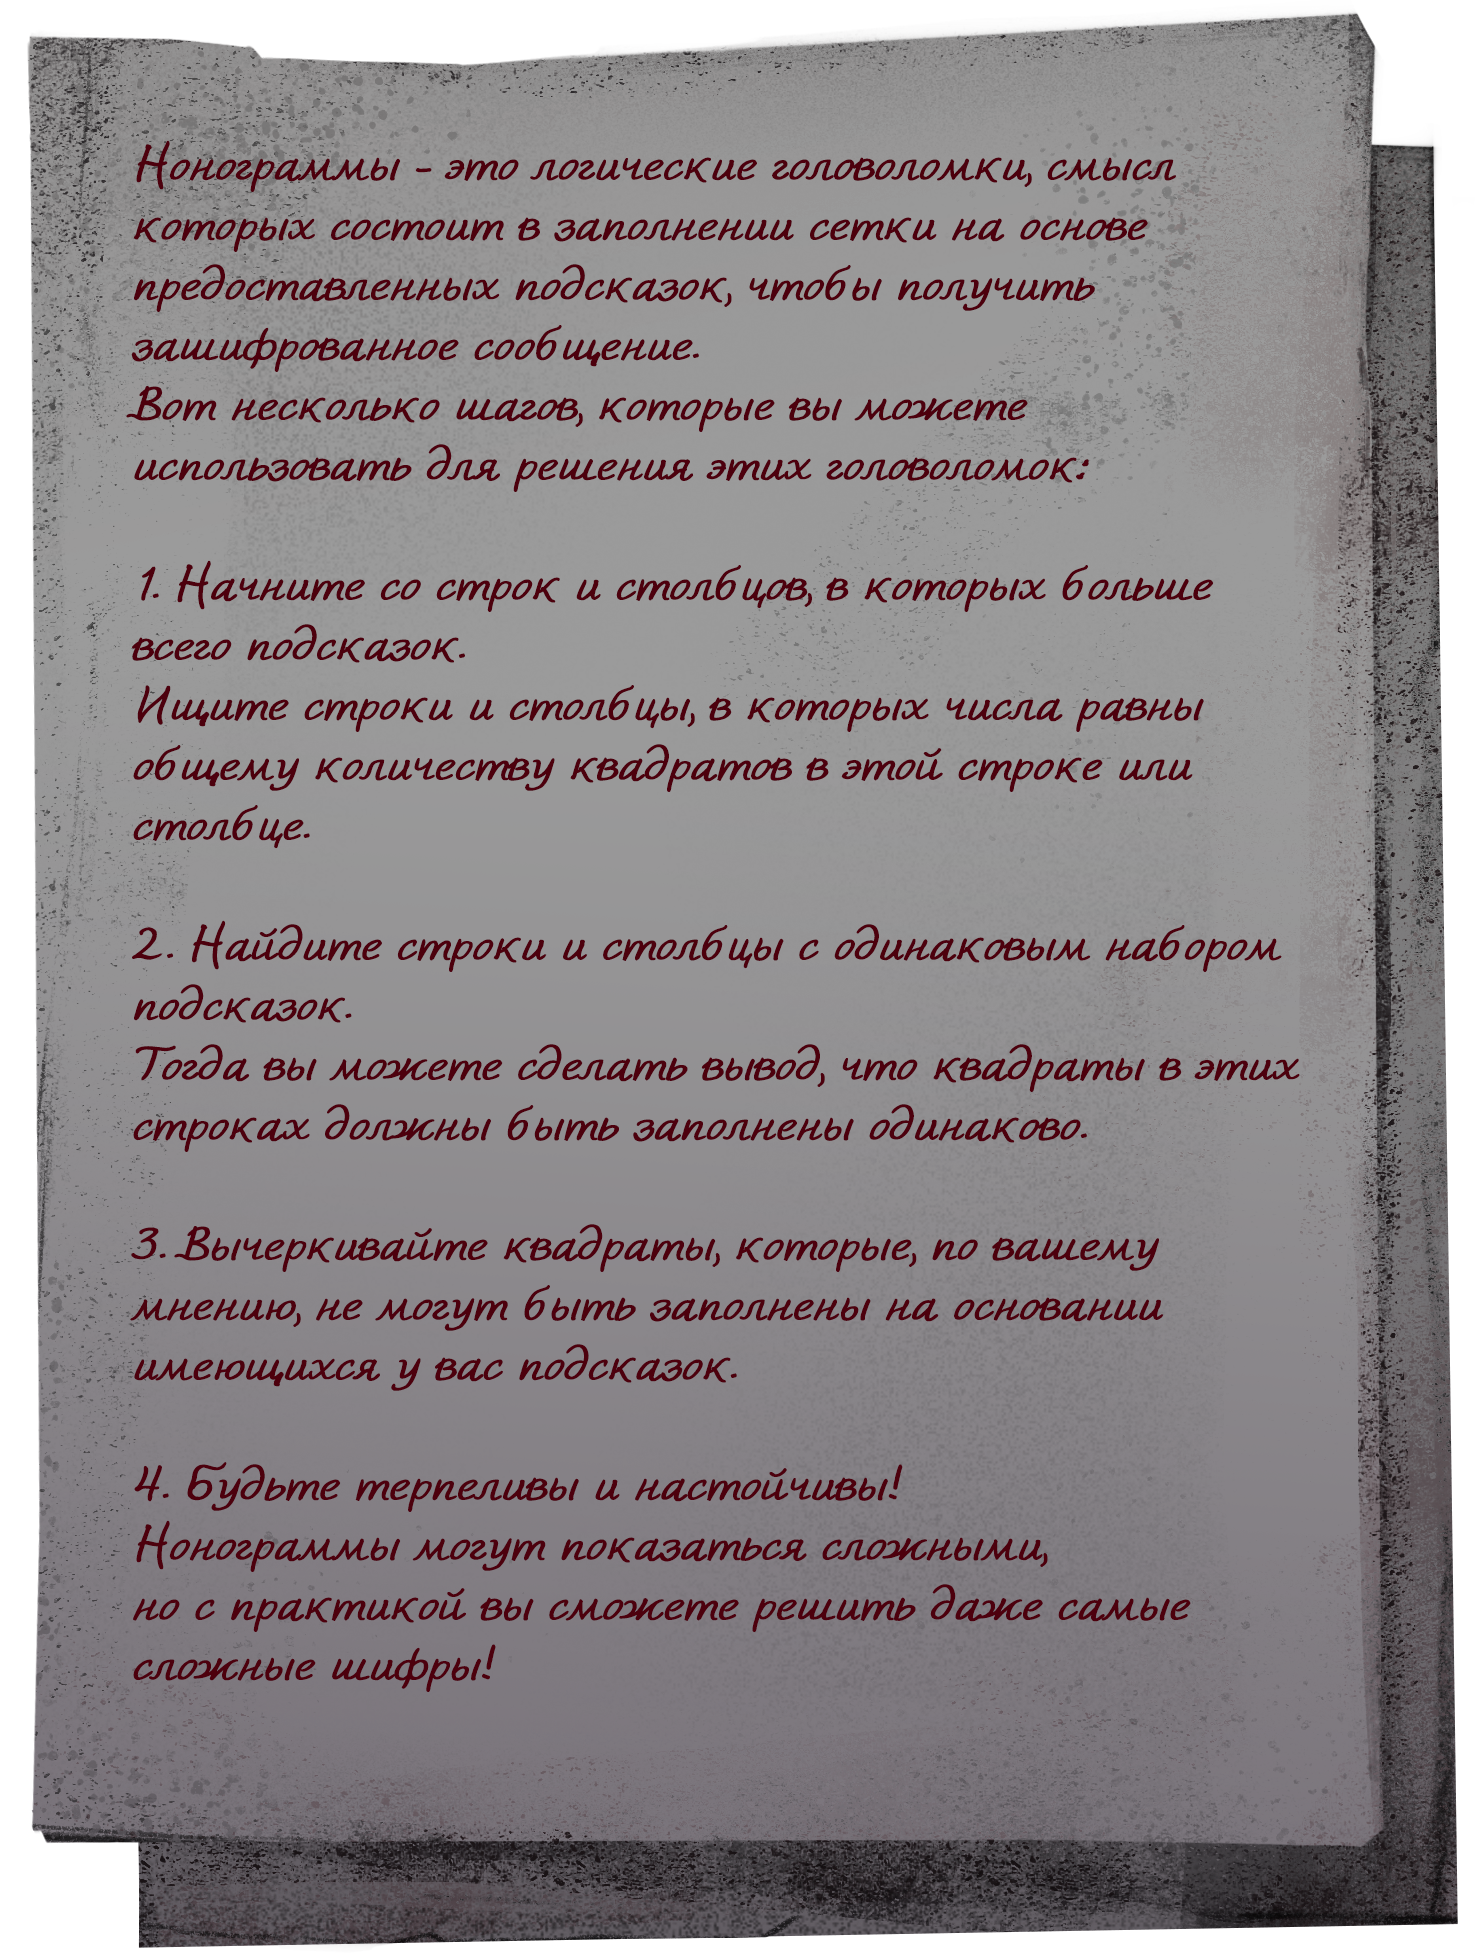 Нонограммы - это логические головоломки, смысл
которых состоит в заполнении сетки на основе
предоставленных подсказок, чтобы получить
зашифрованное сообщение.
Вот несколько шагов, которые вы можете
использовать для решения этих головоломок:
1. Начните со строк и столбцов, в которых больше
всего подсказок.
Ищите строки и столбцы, в которых числа равны
общему количеству квадратов в этой строке или
столбце.
2. Найдите строки и столбцы с одинаковым набором
подсказок.
Тогда вы можете сделать вывод, что квадраты в этих
строках должны быть заполнены одинаково.
3. Вычеркивайте квадраты, которые, по вашему
мнению, не могут быть заполнены на основании
имеющихся у вас подсказок.
4. Будьте терпеливы и настойчивы!
Нонограммы могут показаться сложными,
но с практикой вы сможете решить даже самые
сложные шифры!